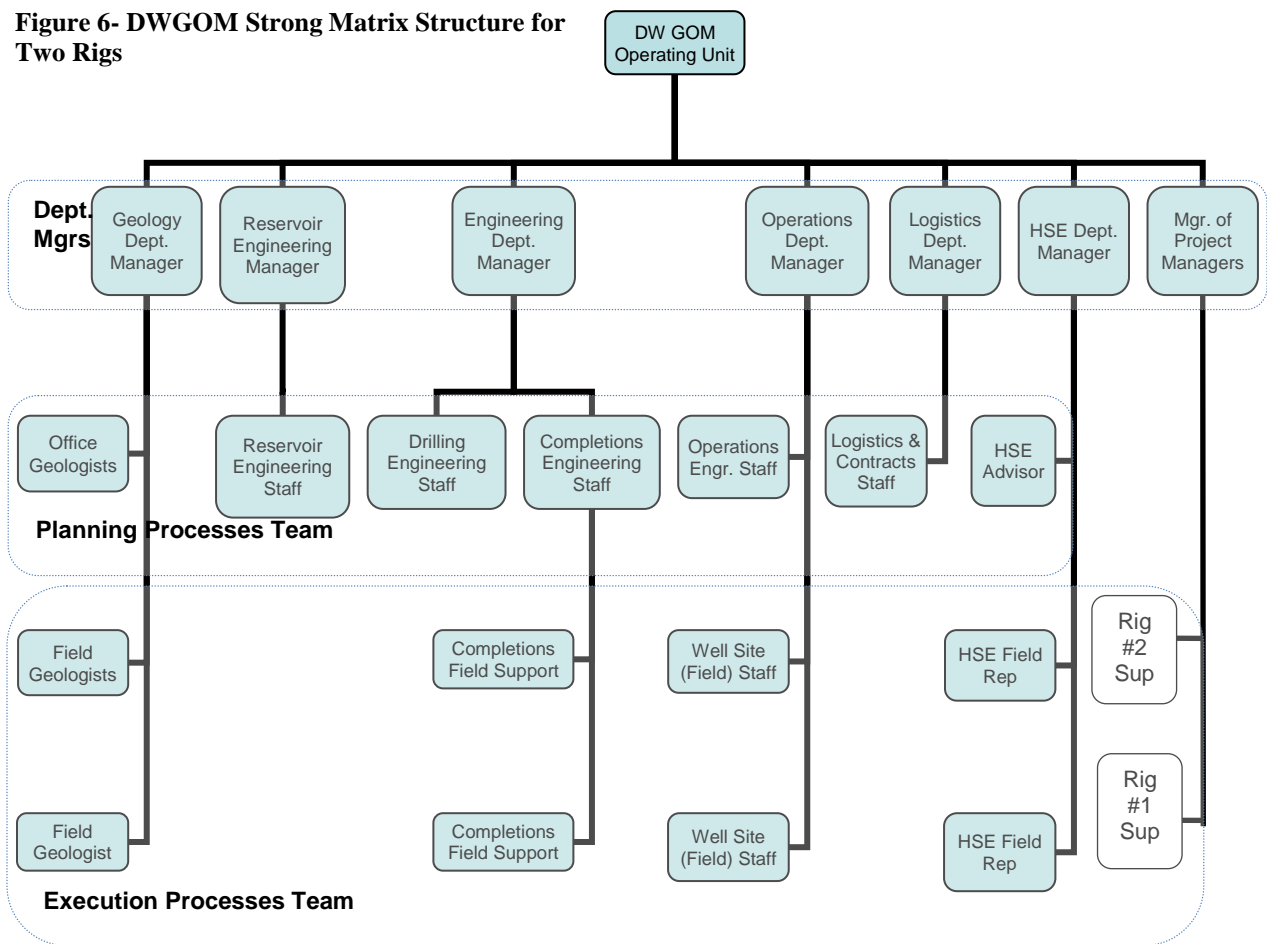 Figure 6- DWGOM Strong Matrix Structure for
Two Rigs
DW GOM
Operating Unit
Dept.
Mgrs
Geology
Dept.
Manager
Reservoir
Engineering
Manager
Engineering
Dept.
Manager
Operations
Dept.
Manager
Logistics
Dept.
Manager
HSE Dept.
Manager
Mgr. of
Project
Managers
Office
Geologists
Reservoir
Engineering
Staff
Drilling
Engineering
Staff
Completions
Engineering
Staff
Operations
Engr. Staff
Logistics &
Contracts
Staff
HSE
Advisor
Planning Processes Team
Field
Geologists
Completions
Field Support
Well Site
(Field) Staff
HSE Field
Rep
Rig
#2
Sup
Field
Geologist
Completions
Field Support
Well Site
(Field) Staff
HSE Field
Rep
Rig
#1
Sup
Execution Processes Team